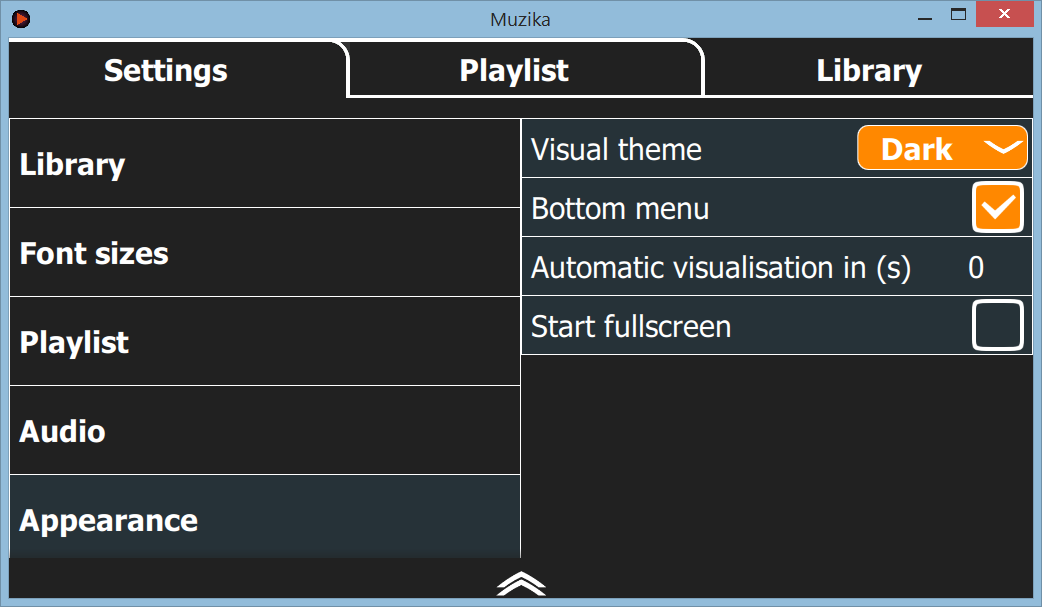 Muzika
Settings Playlist Library
Library
Font sizes
Playlist
Audio
Appearance
Visual theme Dark
Bottom menu
Automatic visualisation in (s) 0
Start fullscreen